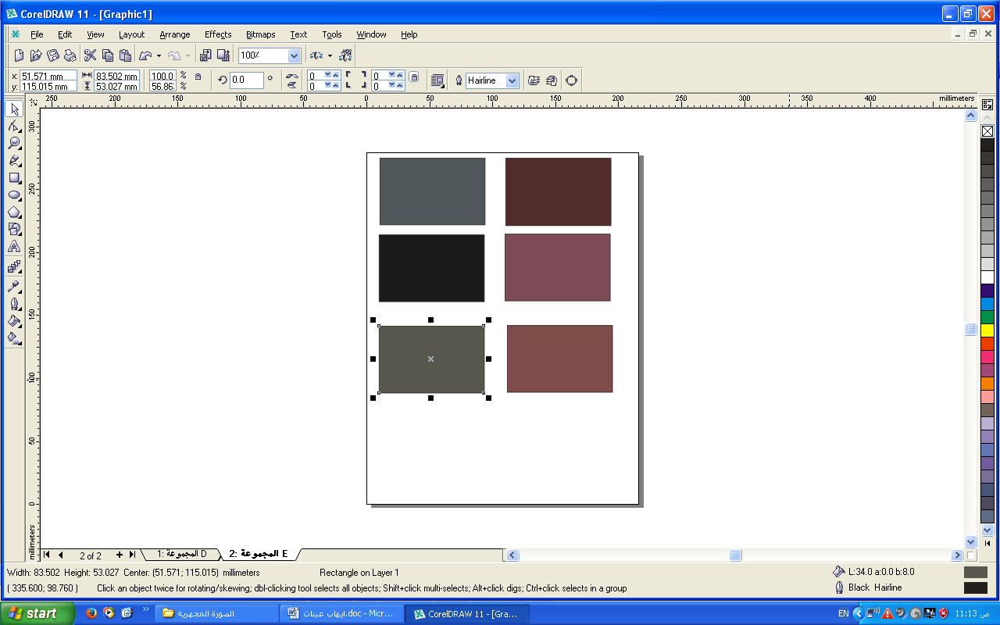 CorelDRAW 11 - [Graphic1]
File Edit View Layout Arrange Effects Bitmaps Text Tools Window Help
100%
x: 51.571 mm 83.502 mm 100.0 % 0.0 ° 0 0 Hairline
y: 115.015 mm 53.027 mm 56.86 % 0 0
250 200 150 100 50 0 50 100 150 200 250 300 350 400 millimeters
300
250
200
150
100
50
0
millimeters
2 of 2 1: المجموعة D 2: المجموعة E
Width: 83.502 Height: 53.027 Center: (51.571; 115.015) millimeters Rectangle on Layer 1 L:34.0 a:0.0 b:8.0
( 335.600; 98.760 ) Click an object twice for rotating/skewing; dbl-clicking tool selects all objects; Shift+click multi-selects; Alt+click digs; Ctrl+click selects in a group Black Hairline
start الصورة المجهرية ايهاب عينات.doc - Micr... CorelDRAW 11 - [Gra... EN 11:13 ص